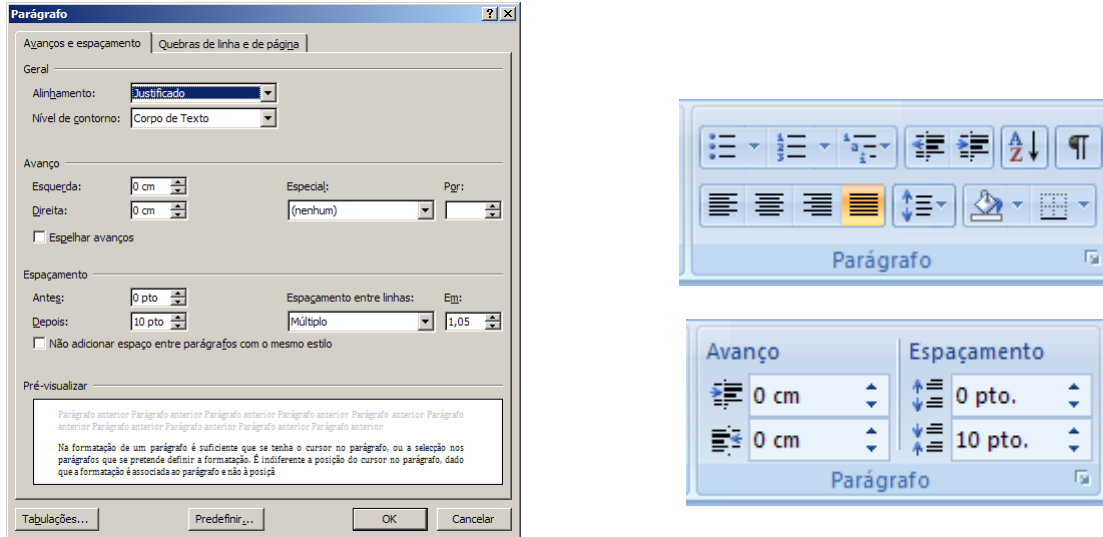 Parágrafo
Avanços e espaçamento Quebras de linha e de página
Geral
Alinhamento: Justificado
Nível de contorno: Corpo de Texto
Avanço
Esquerda: 0 cm Especial: Por:
Direita: 0 cm (nenhum)
Espelhar avanços
Espaçamento
Antes: 0 pto Espaçamento entre linhas: Em:
Depois: 10 pto Múltiplo 1,05
Não adicionar espaço entre parágrafos com o mesmo estilo
Pré-visualizar
Parágrafo anterior Parágrafo anterior Parágrafo anterior Parágrafo anterior Parágrafo anterior Parágrafo
anterior Parágrafo anterior Parágrafo anterior Parágrafo anterior Parágrafo anterior
Na formatação de um parágrafo é suficiente que se tenha o cursor no parágrafo, ou a selecção nos
parágrafos que se pretende definir a formatação. É indiferente a posição do cursor no parágrafo, dado
que a formatação é associada ao parágrafo e não à posiçã
Tabulações... Predefinir... OK Cancelar
Parágrafo
Avanço Espaçamento
0 cm 0 pto.
0 cm 10 pto.
Parágrafo